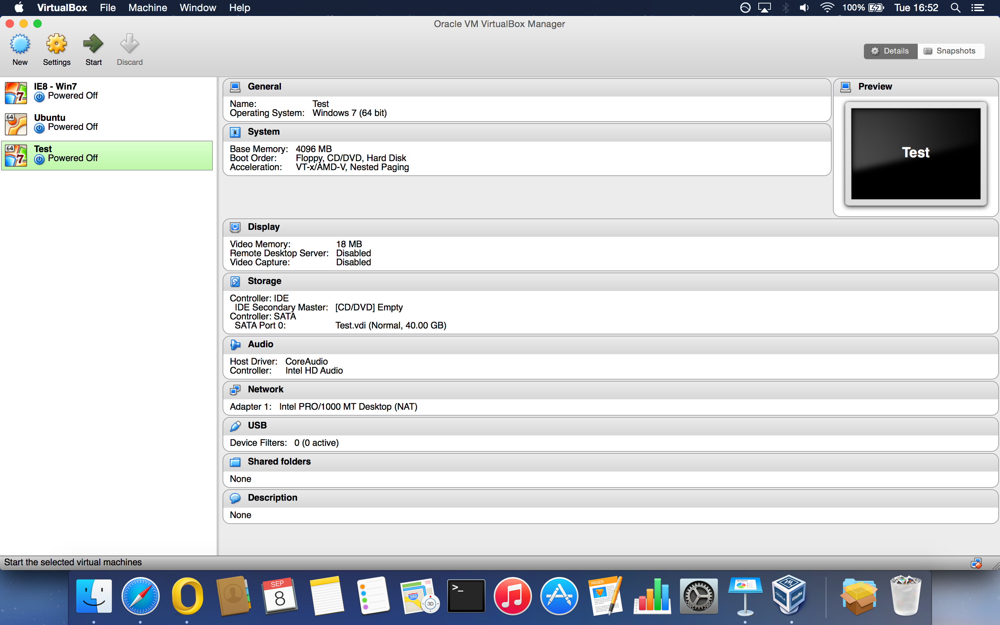 VirtualBox File Machine Window Help 100% Tue 16:52
Oracle VM VirtualBox Manager
New Settings Start Discard Details Snapshots
IE8 - Win7
Powered Off
64
Ubuntu
Powered Off
64
Test
Powered Off
General
Name: Test
Operating System: Windows 7 (64 bit)
System
Base Memory: 4096 MB
Boot Order: Floppy, CD/DVD, Hard Disk
Acceleration: VT-x/AMD-V, Nested Paging
Preview
Test
Display
Video Memory: 18 MB
Remote Desktop Server: Disabled
Video Capture: Disabled
Storage
Controller: IDE
IDE Secondary Master: [CD/DVD] Empty
Controller: SATA
SATA Port 0: Test.vdi (Normal, 40.00 GB)
Audio
Host Driver: CoreAudio
Controller: Intel HD Audio
Network
Adapter 1: Intel PRO/1000 MT Desktop (NAT)
USB
Device Filters: 0 (0 active)
Shared folders
None
Description
None
Start the selected virtual machines
SEP
8
280
3D
>_
PAGES
KEYNOTE
ORACLE
VirtualBox